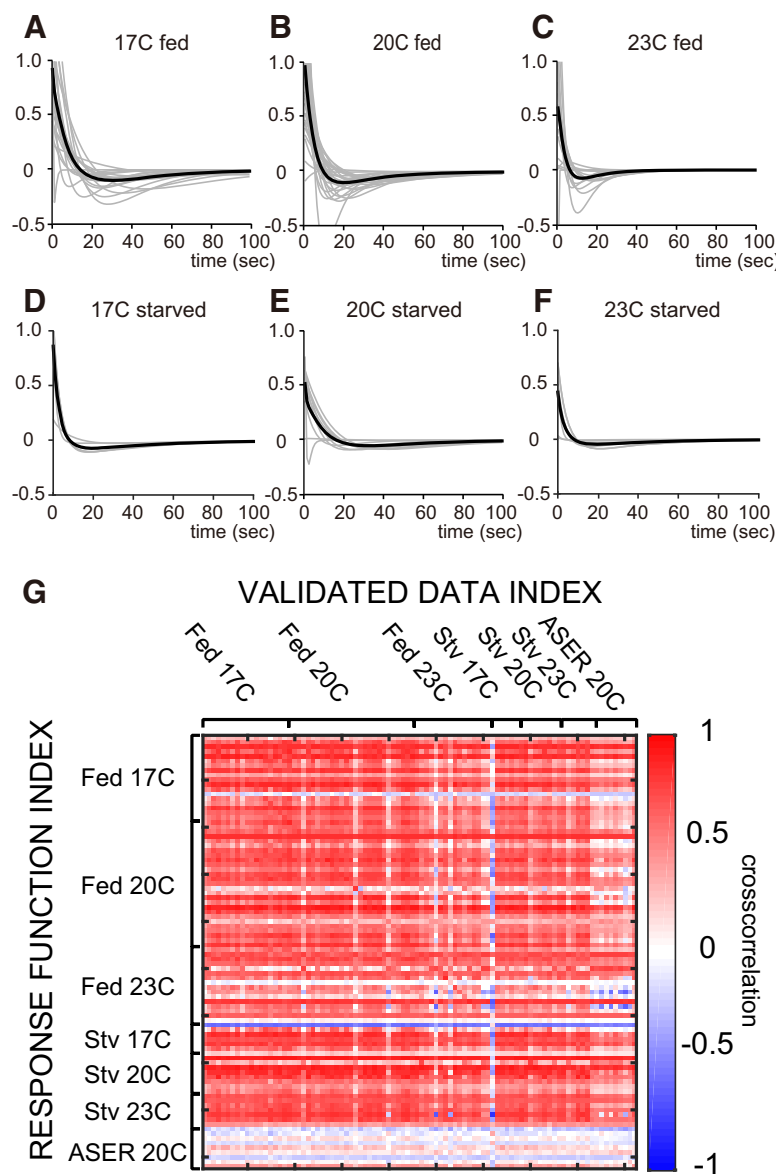 A
17C fed
B
20C fed
C
23C fed
1.0
0.5
0
-0.5
0 20 40 60 80 100
time (sec)
1.0
0.5
0
-0.5
0 20 40 60 80 100
time (sec)
1.0
0.5
0
-0.5
0 20 40 60 80 100
time (sec)
D
17C starved
E
20C starved
F
23C starved
1.0
0.5
0
-0.5
0 20 40 60 80 100
time (sec)
1.0
0.5
0
-0.5
0 20 40 60 80 100
time (sec)
1.0
0.5
0
-0.5
0 20 40 60 80 100
time (sec)
G
VALIDATED DATA INDEX
Fed 17C
Fed 20C
Fed 23C
Stv 17C
Stv 20C
Stv 23C
ASER 20C
RESPONSE FUNCTION INDEX
Fed 17C
Fed 20C
Fed 23C
Stv 17C
Stv 20C
Stv 23C
ASER 20C
1
0.5
0
-0.5
-1
crosscorrelation